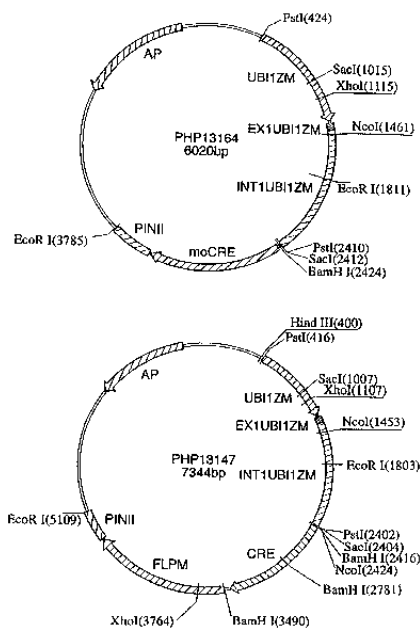 PstI(424)
AP
SacI(1015)
UBI1ZM
XhoI(1115)
EX1UBI1ZM
NcoI(1461)
PHP13164
6020bp
INT1UBI1ZM
EcoR I(1811)
EcoR I(3785)
PINII
moCRE
PstI(2410)
SacI(2412)
BamH I(2424)
Hind III(400)
PstI(416)
AP
SacI(1007)
UBI1ZM
XhoI(1107)
EX1UBI1ZM
NcoI(1453)
PHP13147
7344bp
INT1UBI1ZM
EcoR I(1803)
EcoR I(5109)
PINII
PstI(2402)
SacI(2404)
BamH I(2416)
NcoI(2424)
CRE
FLPM
BamH I(2781)
XhoI(3764)
BamH I(3490)